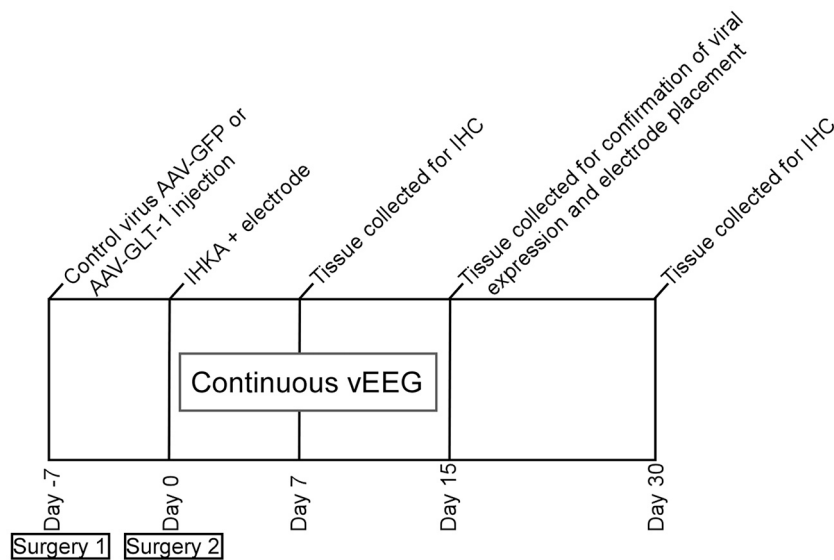 Control virus AAV-GFP or
AAV-GLT-1 injection
IHKA + electrode
Tissue collected for IHC
Tissue collected for confirmation of viral
expression and electrode placement
Tissue collected for IHC
Continuous vEEG
Day -7
Day 0
Day 7
Day 15
Day 30
Surgery 1
Surgery 2